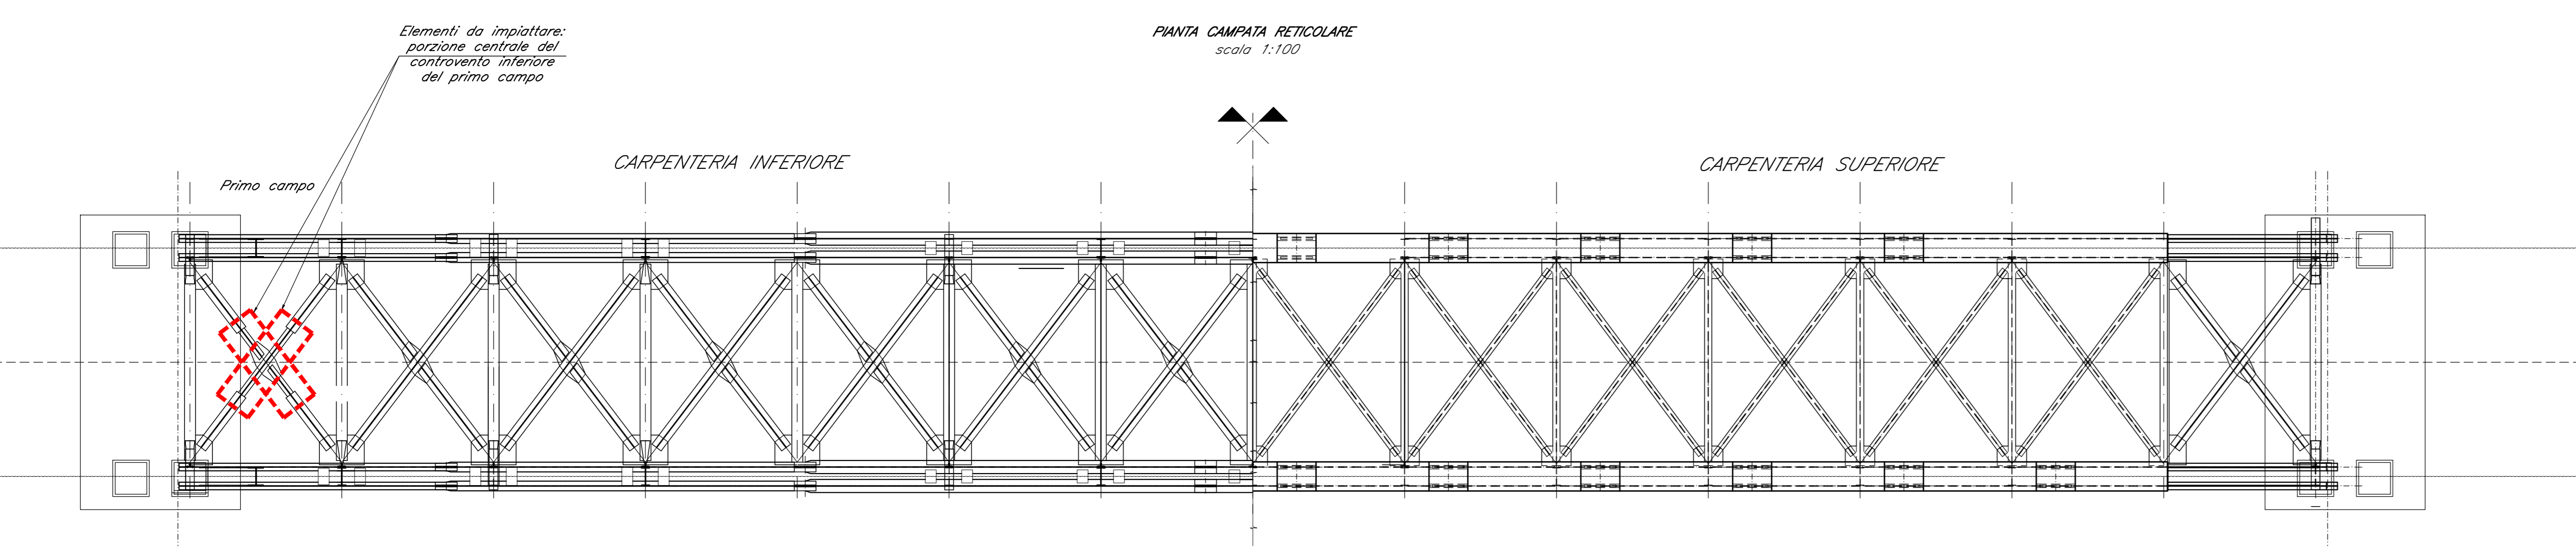 Elementi da impiattare:
porzione centrale del
controvento inferiore
del primo campo
PIANTA CAMPATA RETICOLARE
scala 1:100
CARPENTERIA INFERIORE
CARPENTERIA SUPERIORE
Primo campo